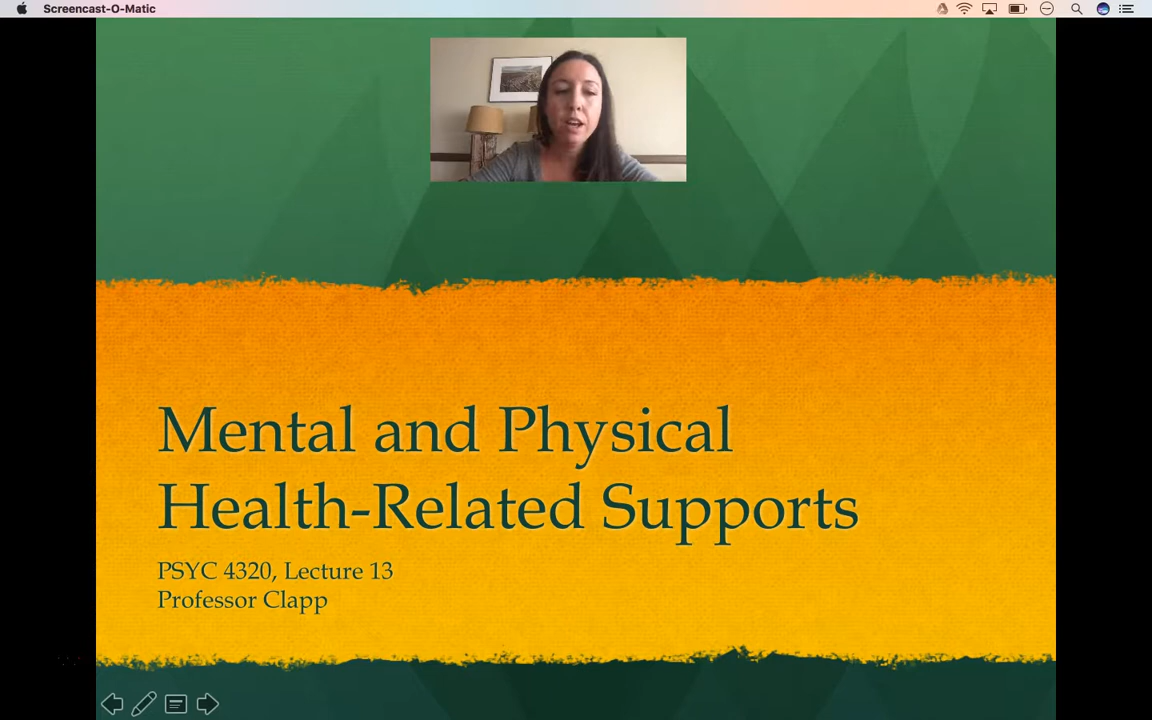 Screencast-O-Matic
Mental and Physical
Health-Related Supports
PSYC 4320, Lecture 13
Professor Clapp